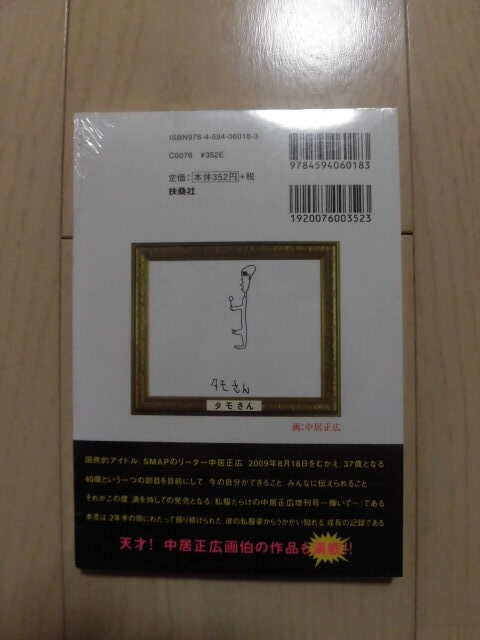 ISBN978-4-594-06018-3
C0076 ¥352E
定価:本体352円+税
扶桑社
9784594060183
1920076003523
タモさん
タモさん
画:中居正広
国民的アイドル、SMAPのリーター中居正広。2009年8月18日をむかえ、37歳となる
40歳という一つの節目を目前にして、今の自分ができること、みんなに伝えられること
それがこの度、満を持しての発売となる「私服だらけの中居正広増刊号~輝いて~」である
本書は、2年半の間にわたって撮り続けられた、彼の私服姿からうかがい知れる、成長の記録である
天才! 中居正広画伯の作品も満載!